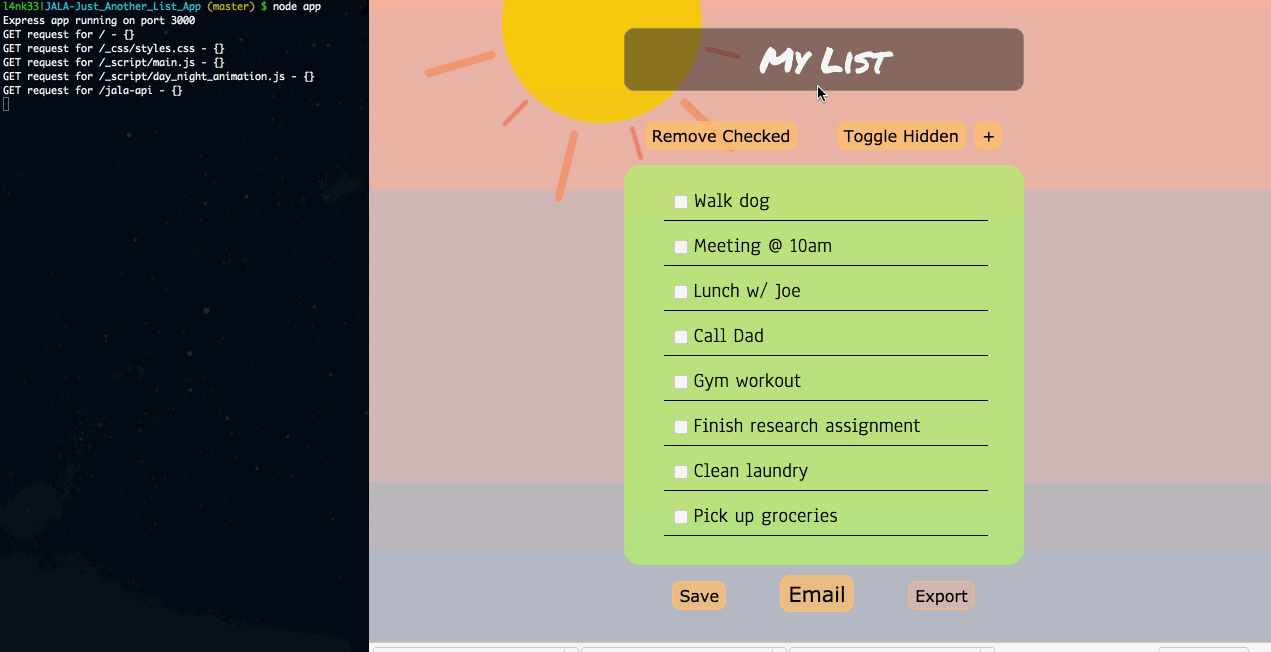 l4nk33|JALA-Just_Another_List_App (master) $ node app
Express app running on port 3000
GET request for / - {}
GET request for /_css/styles.css - {}
GET request for /_script/main.js - {}
GET request for /_script/day_night_animation.js - {}
GET request for /jala-api - {}
My List
Remove Checked Toggle Hidden +
Walk dog
Meeting @ 10am
Lunch w/ Joe
Call Dad
Gym workout
Finish research assignment
Clean laundry
Pick up groceries
Save Email Export